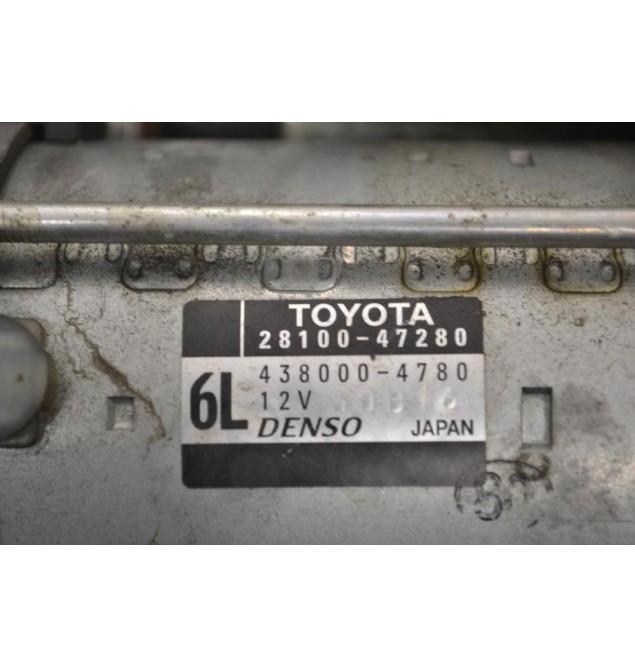 TOYOTA
28100-47280
438000-4780
6L
12V
DENSO JAPAN